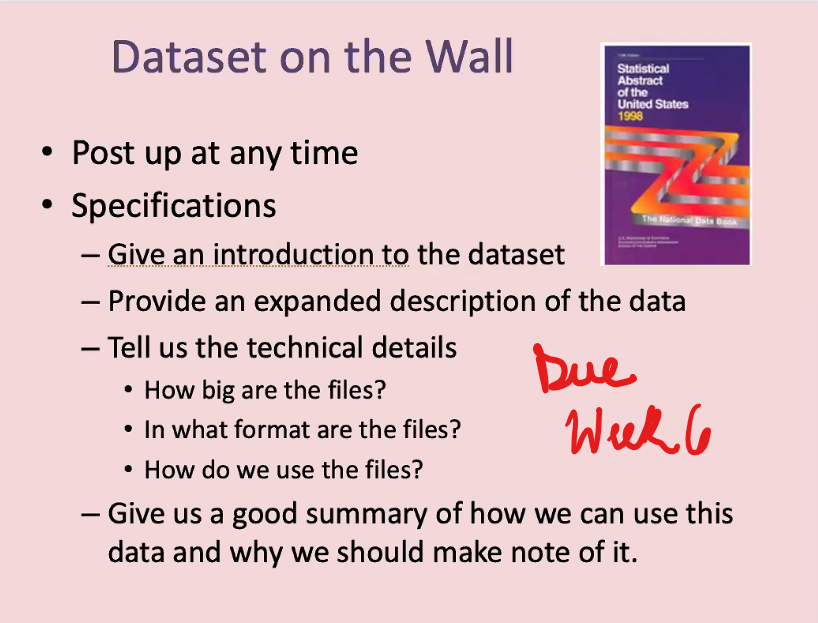 Dataset on the Wall
Statistical
Abstract
of the
United States
1998
The National Data Book
• Post up at any time
• Specifications
– Give an introduction to the dataset
– Provide an expanded description of the data
– Tell us the technical details
• How big are the files?
• In what format are the files?
• How do we use the files?
Due
Week 6
– Give us a good summary of how we can use this
data and why we should make note of it.